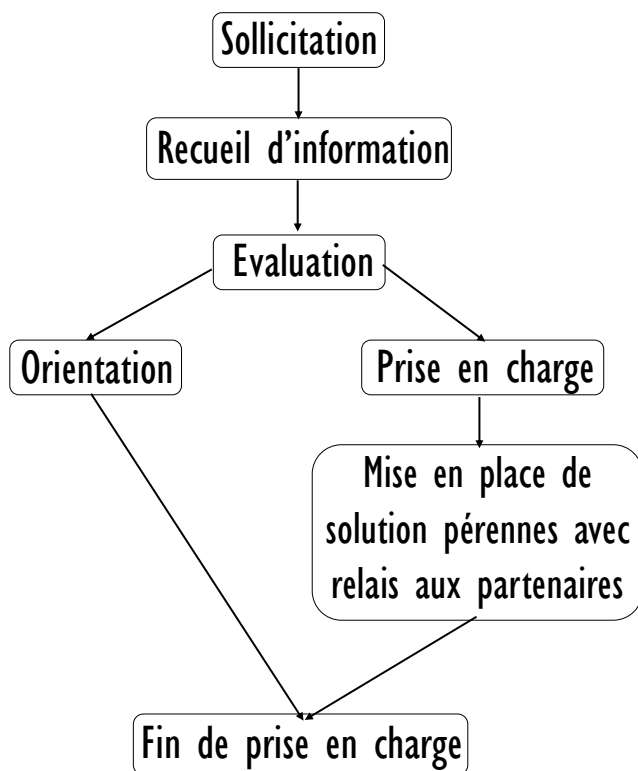 Sollicitation
Recueil d'information
Evaluation
Orientation
Prise en charge
Mise en place de
solution pérennes avec
relais aux partenaires
Fin de prise en charge